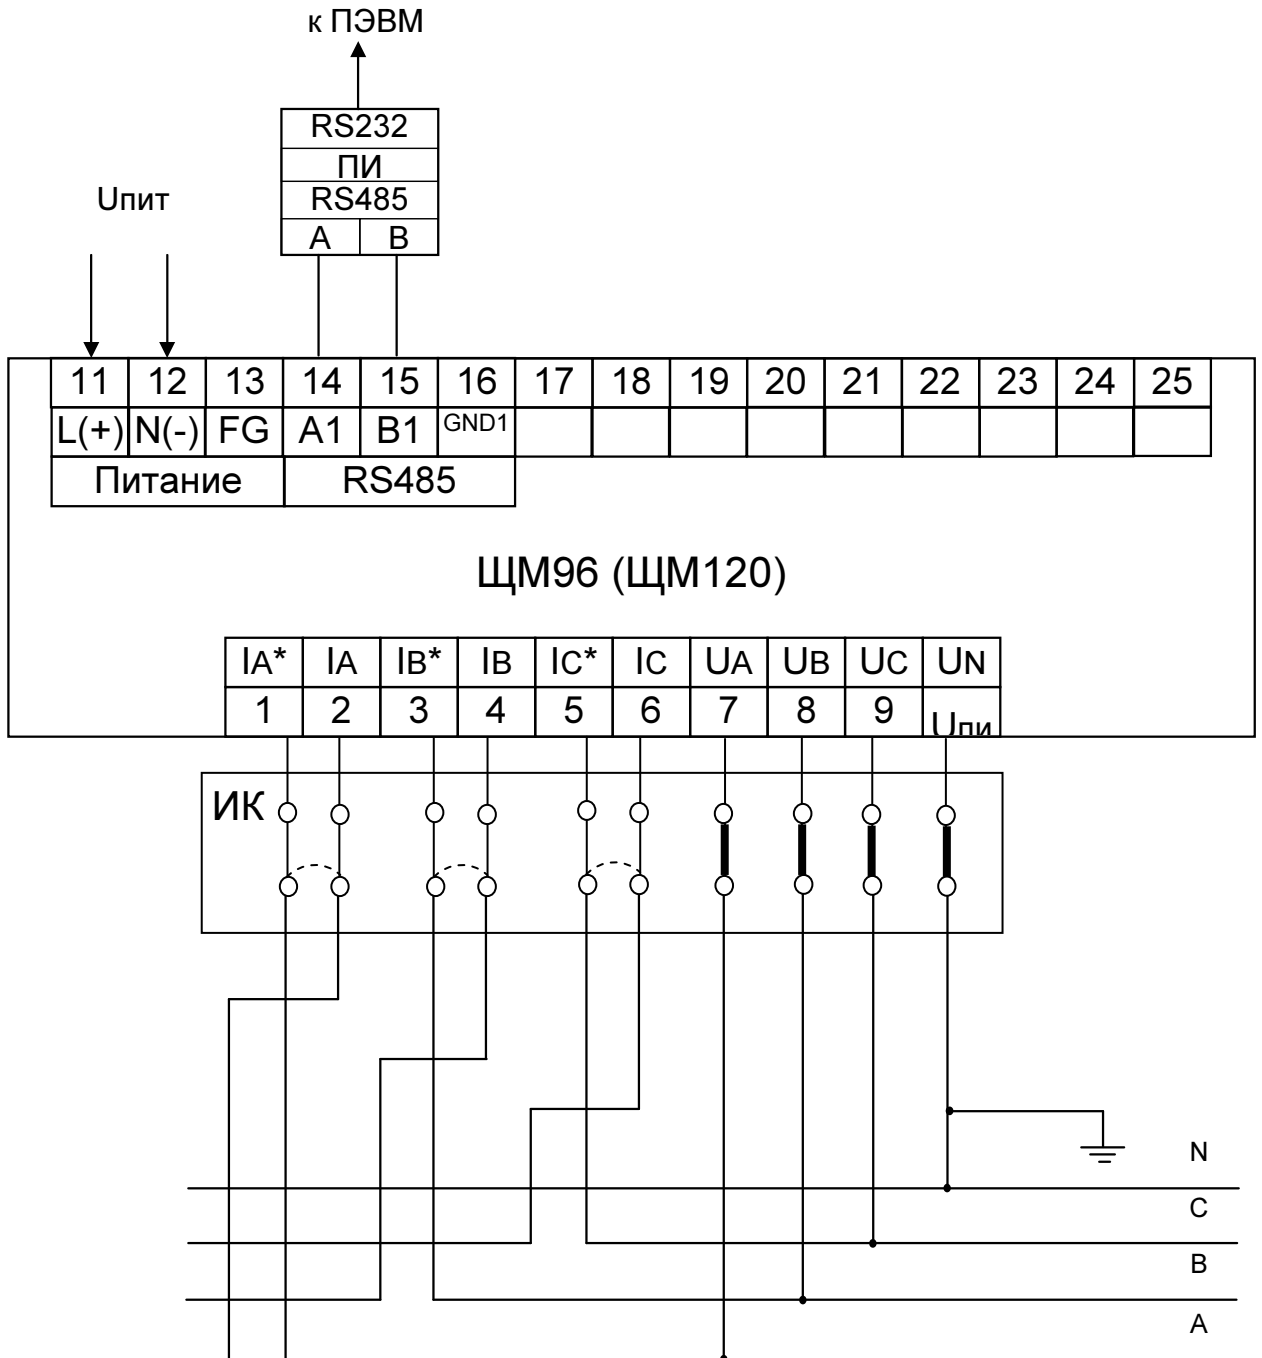 к ПЭВМ
RS232
ПИ
RS485
A B
Uпит
11 12 13 14 15 16 17 18 19 20 21 22 23 24 25
L(+) N(-) FG A1 B1 GND1
Питание RS485
ЩМ96 (ЩМ120)
IA* IA IB* IB IC* IC UA UB UC UN
1 2 3 4 5 6 7 8 9 Uпи
ИК
N
C
B
A